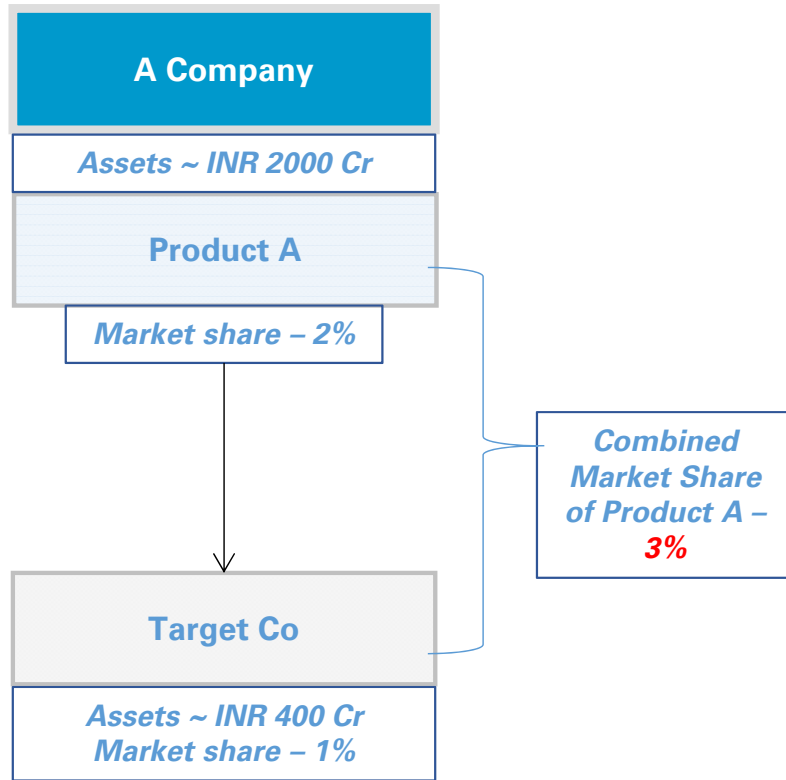 A Company
Assets ~ INR 2000 Cr
Product A
Market share – 2%
Combined
Market Share
of Product A –
3%
Target Co
Assets ~ INR 400 Cr
Market share – 1%